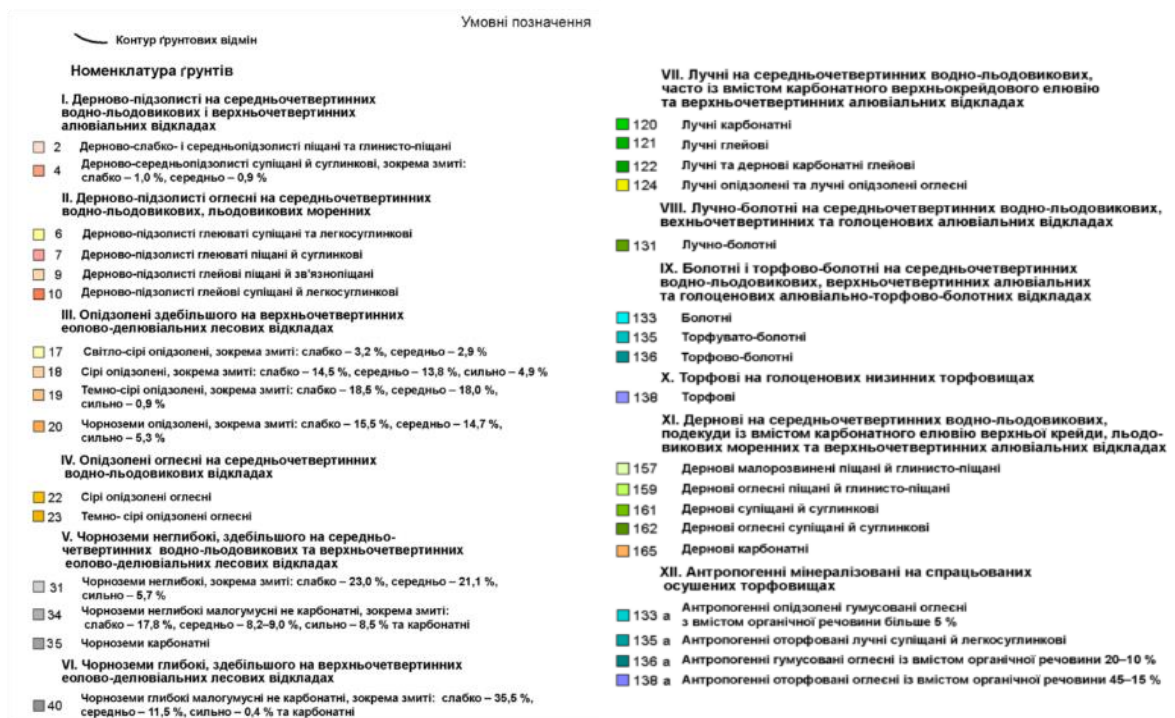 Умовні позначення
Контур ґрунтових відмін
Номенклатура ґрунтів
I. Дерново-підзолисті на середньочетвертинних
водно-льодовикових і верхньочетвертинних
алювіальних відкладах
2 Дерново-слабко- і середньопідзолисті піщані та глинисто-піщані
4 Дерново-середньопідзолисті супіщані й суглинкові, зокрема змиті:
слабко – 1,0 %, середньо – 0,9 %
II. Дерново-підзолисті оглеєні на середньочетвертинних
водно-льодовикових, льодовикових моренних
6 Дерново-підзолисті глеюваті супіщані та легкосуглинкові
7 Дерново-підзолисті глеюваті піщані й суглинкові
9 Дерново-підзолисті глейові піщані й зв'язнопіщані
10 Дерново-підзолисті глейові супіщані й легкосуглинкові
III. Опідзолені здебільшого на верхньочетвертинних
еолово-делювіальних лесових відкладах
17 Світло-сірі опідзолені, зокрема змиті: слабко – 3,2 %, середньо – 2,9 %
18 Сірі опідзолені, зокрема змиті: слабко – 14,5 %, середньо – 13,8 %, сильно – 4,9 %
19 Темно-сірі опідзолені, зокрема змиті: слабко – 18,5 %, середньо – 18,0 %,
сильно – 0,9 %
20 Чорноземи опідзолені, зокрема змиті: слабко – 15,5 %, середньо – 14,7 %,
сильно – 5,3 %
IV. Опідзолені оглеєні на середньочетвертинних
водно-льодовикових відкладах
22 Сірі опідзолені оглеєні
23 Темно- сірі опідзолені оглеєні
V. Чорноземи неглибокі, здебільшого на середньо-
четвертинних водно-льодовикових та верхньочетвертинних
еолово-делювіальних лесових відкладах
31 Чорноземи неглибокі, зокрема змиті: слабко – 23,0 %, середньо – 21,1 %,
сильно – 5,7 %
34 Чорноземи неглибокі малогумусні не карбонатні, зокрема змиті:
слабко – 17,8 %, середньо – 8,2–9,0 %, сильно – 8,5 % та карбонатні
35 Чорноземи карбонатні
VI. Чорноземи глибокі, здебільшого на верхньочетвертинних
еолово-делювіальних лесових відкладах
40 Чорноземи глибокі малогумусні не карбонатні, зокрема змиті: слабко – 35,5 %,
середньо – 11,5 %, сильно – 0,4 % та карбонатні
VII. Лучні на середньочетвертинних водно-льодовикових,
часто із вмістом карбонатного верхньокрейдового елювію
та верхньочетвертинних алювіальних відкладах
120 Лучні карбонатні
121 Лучні глейові
122 Лучні та дернові карбонатні глейові
124 Лучні опідзолені та лучні опідзолені оглеєні
VIII. Лучно-болотні на середньочетвертинних водно-льодовикових,
вехньочетвертинних та голоценових алювіальних відкладах
131 Лучно-болотні
IX. Болотні і торфово-болотні на середньочетвертинних
водно-льодовикових, верхньочетвертинних алювіальних
та голоценових алювіально-торфово-болотних відкладах
133 Болотні
135 Торфувато-болотні
136 Торфово-болотні
X. Торфові на голоценових низинних торфовищах
138 Торфові
XI. Дернові на середньочетвертинних водно-льодовикових,
подекуди із вмістом карбонатного елювію верхньої крейди, льодо-
викових моренних та верхньочетвертинних алювіальних відкладах
157 Дернові малорозвинені піщані й глинисто-піщані
159 Дернові оглеєні піщані й глинисто-піщані
161 Дернові супіщані й суглинкові
162 Дернові оглеєні супіщані й суглинкові
165 Дернові карбонатні
XII. Антропогенні мінералізовані на спрацьованих
осушених торфовищах
133 а Антропогенні опідзолені гумусовані оглеєні
з вмістом органічної речовини більше 5 %
135 а Антропогенні оторфовані лучні супіщані й легкосуглинкові
136 а Антропогенні гумусовані оглеєні із вмістом органічної речовини 20–10 %
138 а Антропогенні оторфовані оглеєні із вмістом органічної речовини 45–15 %